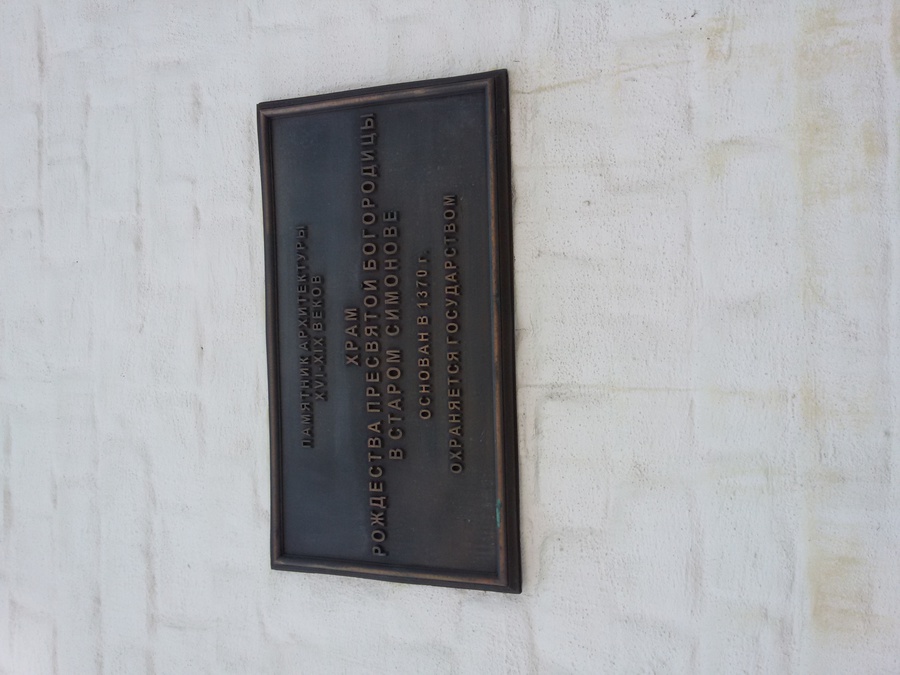 ПАМЯТНИК АРХИТЕКТУРЫ
XVI-XIX ВЕКОВ
ХРАМ
РОЖДЕСТВА ПРЕСВЯТОЙ БОГОРОДИЦЫ
В СТАРОМ СИМОНОВЕ
ОСНОВАН В 1370 г.
ОХРАНЯЕТСЯ ГОСУДАРСТВОМ